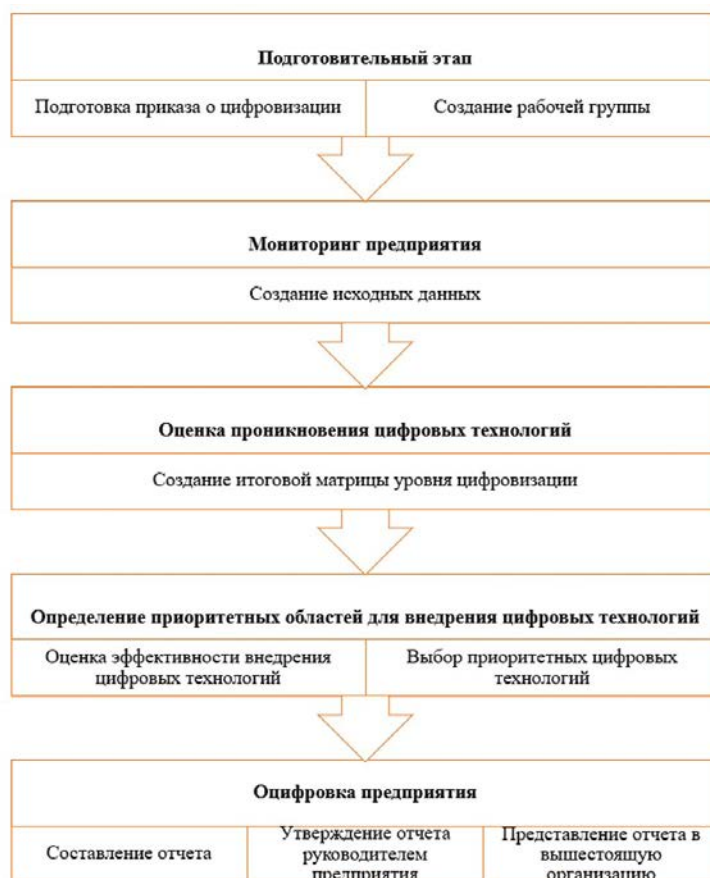 Подготовительный этап
Подготовка приказа о цифровизации
Создание рабочей группы
Мониторинг предприятия
Создание исходных данных
Оценка проникновения цифровых технологий
Создание итоговой матрицы уровня цифровизации
Определение приоритетных областей для внедрения цифровых технологий
Оценка эффективности внедрения
цифровых технологий
Выбор приоритетных цифровых
технологий
Оцифровка предприятия
Составление отчета
Утверждение отчета
руководителем
предприятия
Представление отчета в
вышестоящую
организацию